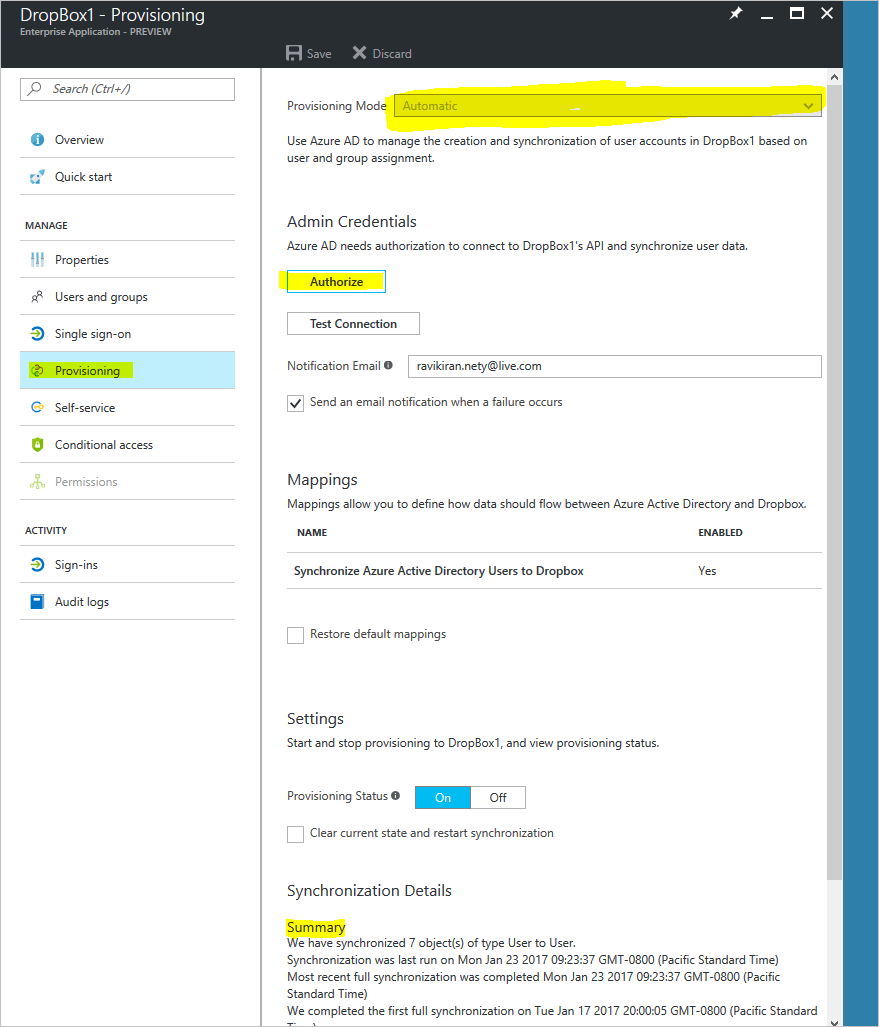 DropBox1 - Provisioning
Enterprise Application - PREVIEW
Save
Discard
Search (Ctrl+/)
Overview
Quick start
MANAGE
Properties
Users and groups
Single sign-on
Provisioning
Self-service
Conditional access
Permissions
ACTIVITY
Sign-ins
Audit logs
Provisioning Mode
Automatic
Use Azure AD to manage the creation and synchronization of user accounts in DropBox1 based on
user and group assignment.
Admin Credentials
Azure AD needs authorization to connect to DropBox1's API and synchronize user data.
Authorize
Test Connection
Notification Email
ravikiran.nety@live.com
Send an email notification when a failure occurs
Mappings
Mappings allow you to define how data should flow between Azure Active Directory and Dropbox.
NAME ENABLED
Synchronize Azure Active Directory Users to Dropbox Yes
Restore default mappings
Settings
Start and stop provisioning to DropBox1, and view provisioning status.
Provisioning Status On Off
Clear current state and restart synchronization
Synchronization Details
Summary
We have synchronized 7 object(s) of type User to User.
Synchronization was last run on Mon Jan 23 2017 09:23:37 GMT-0800 (Pacific Standard Time)
Most recent full synchronization was completed Mon Jan 23 2017 09:23:37 GMT-0800 (Pacific
Standard Time)
We completed the first full synchronization on Tue Jan 17 2017 20:00:05 GMT-0800 (Pacific Standard